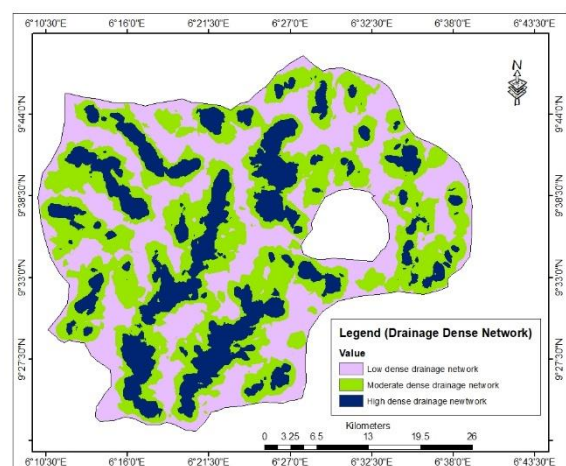 6°10'30"E 6°16'0"E 6°21'30"E 6°27'0"E 6°32'30"E 6°38'0"E 6°43'30"E
N
9°44'0"N 9°44'0"N
9°38'30"N 9°38'30"N
9°33'0"N 9°33'0"N
9°27'30"N 9°27'30"N
Legend (Drainage Dense Network)
Value
Low dense drainage network
Moderate dense drainage network
High dense drainage newtwork
Kilometers
0 3.25 6.5 13 19.5 26
6°10'30"E 6°16'0"E 6°21'30"E 6°27'0"E 6°32'30"E 6°38'0"E 6°43'30"E